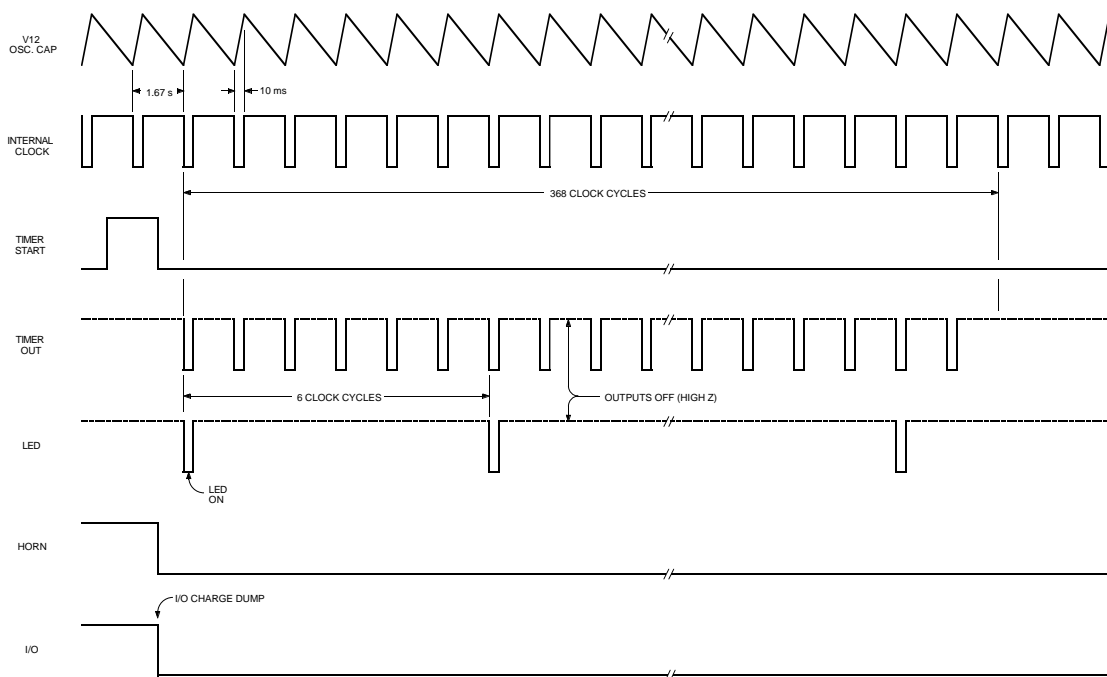 V12
OSC. CAP
1.67 s
10 ms
INTERNAL
CLOCK
368 CLOCK CYCLES
TIMER
START
TIMER
OUT
6 CLOCK CYCLES
OUTPUTS OFF (HIGH Z)
LED
LED
ON
HORN
I/O CHARGE DUMP
I/O